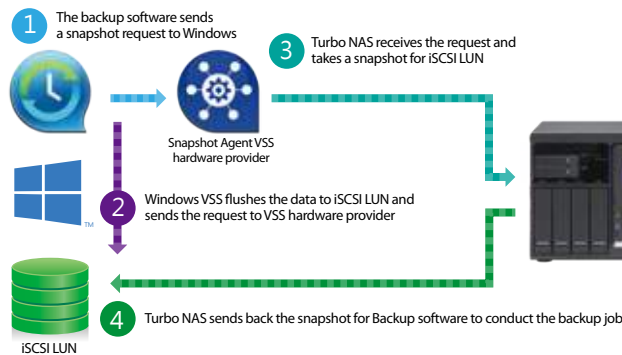 1 The backup software sends
a snapshot request to Windows
3 Turbo NAS receives the request and
takes a snapshot for iSCSI LUN
Snapshot Agent VSS
hardware provider
TM
2 Windows VSS flushes the data to iSCSI LUN and
sends the request to VSS hardware provider
4 Turbo NAS sends back the snapshot for Backup software to conduct the backup job
iSCSI LUN